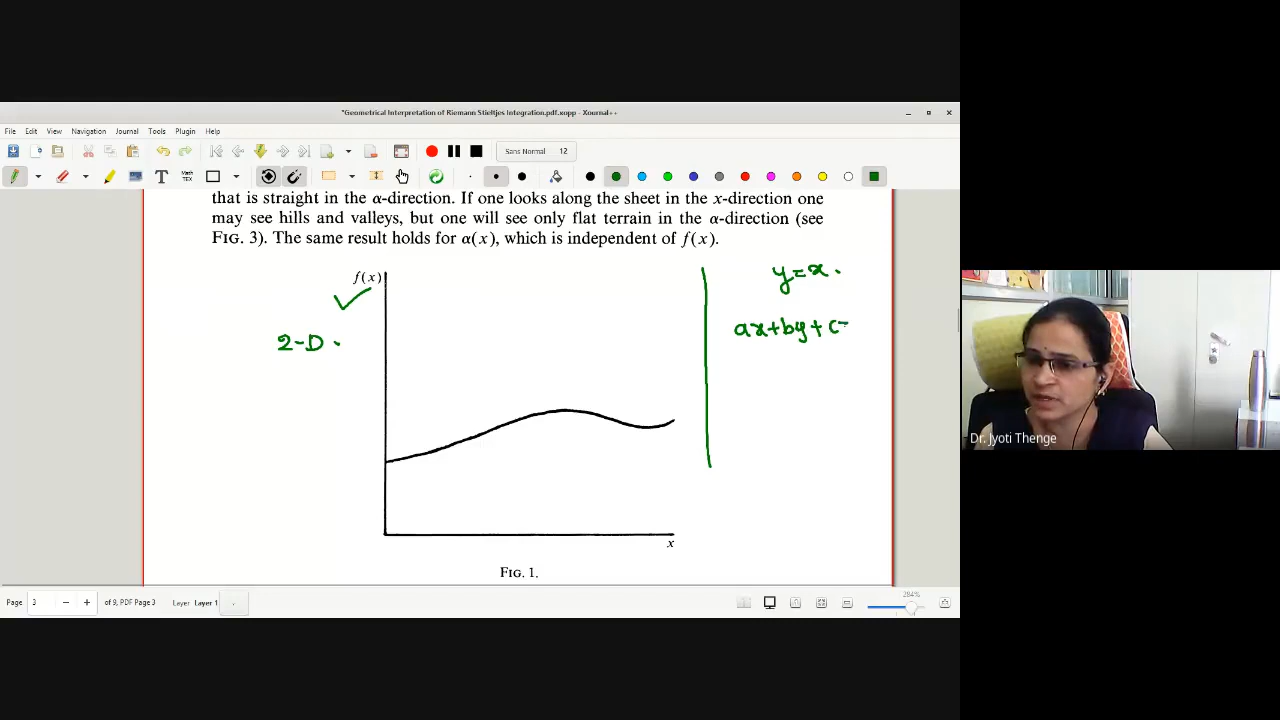 *Geometrical Interpretation of Riemann Stieltjes Integration.pdf.xopp - Xournal++
File Edit View Navigation Journal Tools Plugin Help
Sans Normal 12
T Math TEX
that is straight in the α-direction. If one looks along the sheet in the x-direction one
may see hills and valleys, but one will see only flat terrain in the α-direction (see
FIG. 3). The same result holds for α(x), which is independent of f(x).
f(x)
y=x.
2-D .
ax+by+c=
x
FIG. 1.
Dr. Jyoti Thenge
Page 3 of 9, PDF Page 3 Layer Layer 1 284%